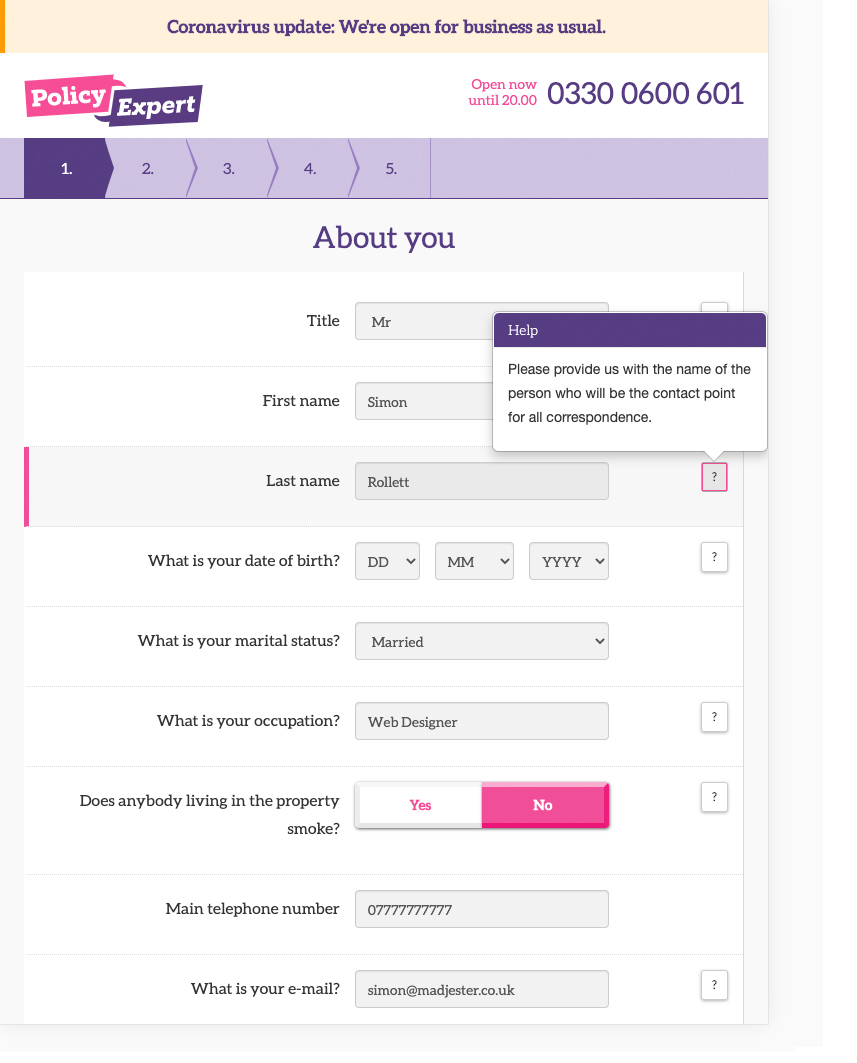 Coronavirus update: We're open for business as usual.
Policy Expert
Open now
until 20.00
0330 0600 601
1. 2. 3. 4. 5.
About you
Title
Mr
Help
Please provide us with the name of the
person who will be the contact point
for all correspondence.
First name
Simon
Last name
Rollett
?
What is your date of birth?
DD MM YYYY
?
What is your marital status?
Married
What is your occupation?
Web Designer
?
Does anybody living in the property
smoke?
Yes No
?
Main telephone number
07777777777
What is your e-mail?
simon@madjester.co.uk
?